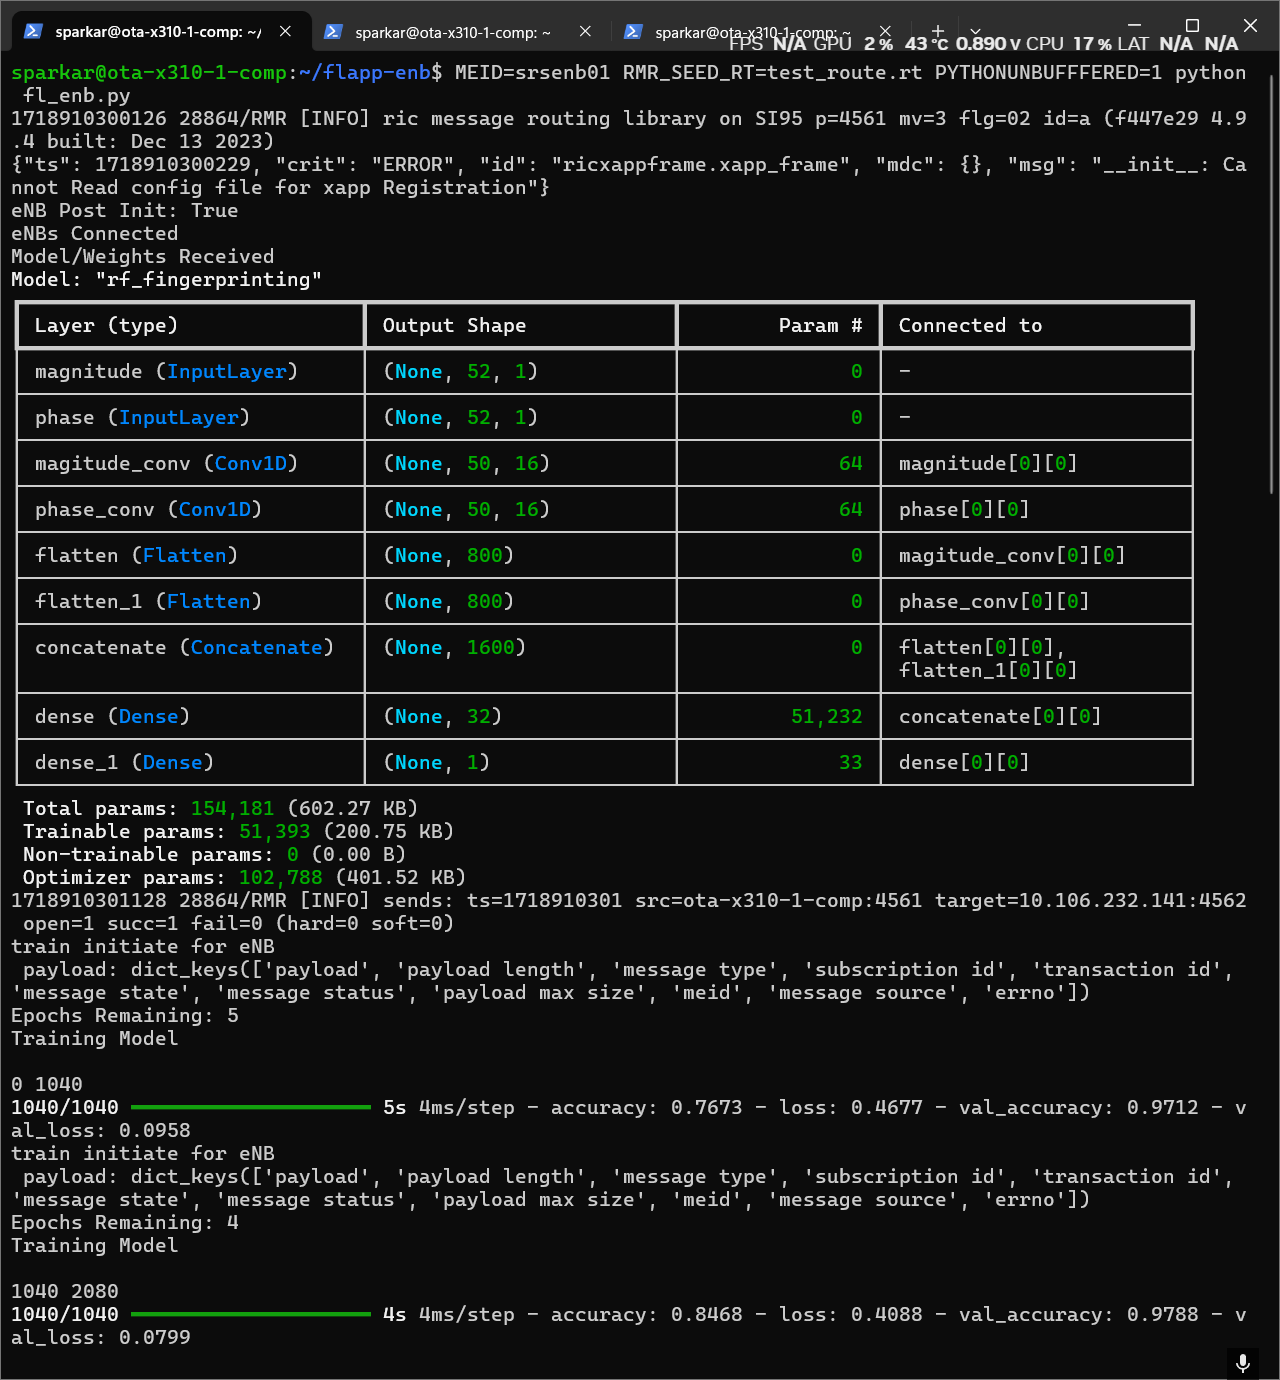 sparkar@ota-x310-1-comp: ~/
sparkar@ota-x310-1-comp: ~
sparkar@ota-x310-1-comp: ~
FPS N/A GPU 2 % 43 °C 0.890 V CPU 17 % LAT N/A N/A
sparkar@ota-x310-1-comp:~/flapp-enb$ MEID=srsenb01 RMR_SEED_RT=test_route.rt PYTHONUNBUFFFERED=1 python
fl_enb.py
1718910300126 28864/RMR [INFO] ric message routing library on SI95 p=4561 mv=3 flg=02 id=a (f447e29 4.9
.4 built: Dec 13 2023)
{"ts": 1718910300229, "crit": "ERROR", "id": "ricxappframe.xapp_frame", "mdc": {}, "msg": "__init__: Ca
nnot Read config file for xapp Registration"}
eNB Post Init: True
eNBs Connected
Model/Weights Received
Model: "rf_fingerprinting"
Layer (type) Output Shape Param # Connected to
magnitude (InputLayer) (None, 52, 1) 0 -
phase (InputLayer) (None, 52, 1) 0 -
magitude_conv (Conv1D) (None, 50, 16) 64 magnitude[0][0]
phase_conv (Conv1D) (None, 50, 16) 64 phase[0][0]
flatten (Flatten) (None, 800) 0 magitude_conv[0][0]
flatten_1 (Flatten) (None, 800) 0 phase_conv[0][0]
concatenate (Concatenate) (None, 1600) 0 flatten[0][0],
flatten_1[0][0]
dense (Dense) (None, 32) 51,232 concatenate[0][0]
dense_1 (Dense) (None, 1) 33 dense[0][0]
Total params: 154,181 (602.27 KB)
Trainable params: 51,393 (200.75 KB)
Non-trainable params: 0 (0.00 B)
Optimizer params: 102,788 (401.52 KB)
1718910301128 28864/RMR [INFO] sends: ts=1718910301 src=ota-x310-1-comp:4561 target=10.106.232.141:4562
open=1 succ=1 fail=0 (hard=0 soft=0)
train initiate for eNB
payload: dict_keys(['payload', 'payload length', 'message type', 'subscription id', 'transaction id',
'message state', 'message status', 'payload max size', 'meid', 'message source', 'errno'])
Epochs Remaining: 5
Training Model
0 1040
1040/1040 5s 4ms/step - accuracy: 0.7673 - loss: 0.4677 - val_accuracy: 0.9712 - v
al_loss: 0.0958
train initiate for eNB
payload: dict_keys(['payload', 'payload length', 'message type', 'subscription id', 'transaction id',
'message state', 'message status', 'payload max size', 'meid', 'message source', 'errno'])
Epochs Remaining: 4
Training Model
1040 2080
1040/1040 4s 4ms/step - accuracy: 0.8468 - loss: 0.4088 - val_accuracy: 0.9788 - v
al_loss: 0.0799